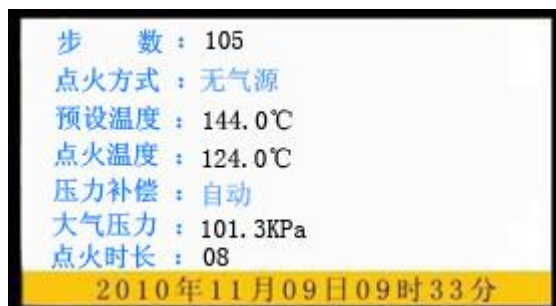 步 数：105
点火方式：无气源
预设温度：144.0℃
点火温度：124.0℃
压力补偿：自动
大气压力：101.3KPa
点火时长：08
2010年11月09日09时33分